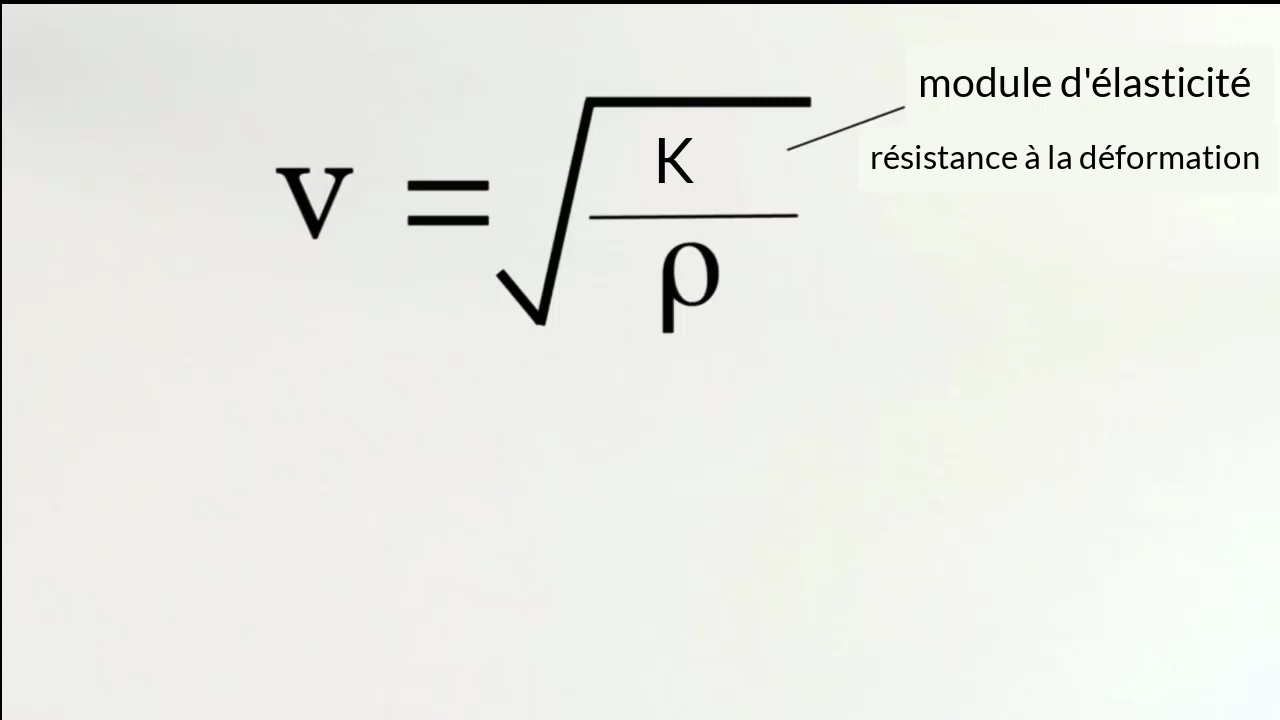 module d'élasticité
résistance à la déformation
v = √
K
ρ